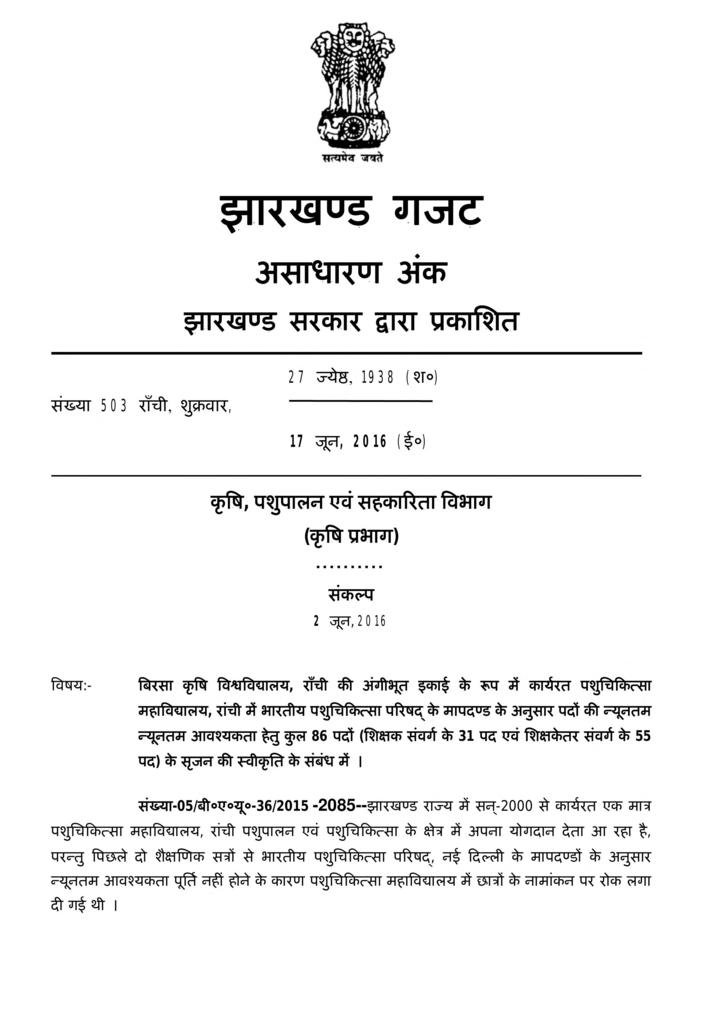 सत्यमेव जयते
झारखण्ड गजट
असाधारण अंक
झारखण्ड सरकार द्वारा प्रकाशित
27 ज्येष्ठ, 1938 (श०)
संख्या 503 राँची, शुक्रवार,
17 जून, 2016 (ई०)
कृषि, पशुपालन एवं सहकारिता विभाग
(कृषि प्रभाग)
..........
संकल्प
2 जून,2016
विषय:- बिरसा कृषि विश्वविद्यालय, राँची की अंगीभूत इकाई के रूप में कार्यरत पशुचिकित्सा
महाविद्यालय, रांची में भारतीय पशुचिकित्सा परिषद् के मापदण्ड के अनुसार पदों की न्यूनतम
न्यूनतम आवश्यकता हेतु कुल 86 पदों (शिक्षक संवर्ग के 31 पद एवं शिक्षकेतर संवर्ग के 55
पद) के सृजन की स्वीकृति के संबंध में ।
संख्या-05/बी०ए०यू०-36/2015 -2085--झारखण्ड राज्य में सन्-2000 से कार्यरत एक मात्र
पशुचिकित्सा महाविद्यालय, रांची पशुपालन एवं पशुचिकित्सा के क्षेत्र में अपना योगदान देता आ रहा है,
परन्तु पिछले दो शैक्षणिक सत्रों से भारतीय पशुचिकित्सा परिषद्, नई दिल्ली के मापदण्डों के अनुसार
न्यूनतम आवश्यकता पूर्ति नहीं होने के कारण पशुचिकित्सा महाविद्यालय में छात्रों के नामांकन पर रोक लगा
दी गई थी ।